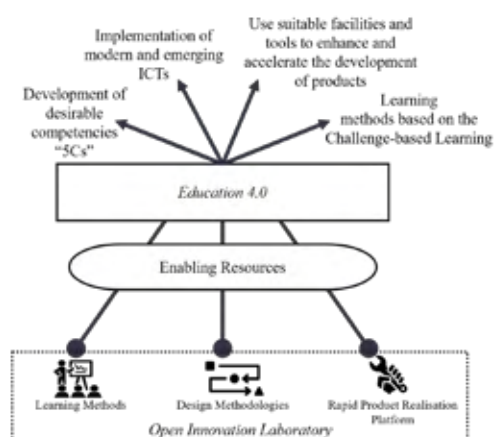 Implementation of
modern and emerging
ICTs
Use suitable facilities and
tools to enhance and
accelerate the development
of products
Development of
desirable
competencies
"5Cs"
Learning
methods based on the
Challenge-based Learning
Education 4.0
Enabling Resources
Learning Methods
Design Methodologies
Rapid Product Realisation
Platform
Open Innovation Laboratory